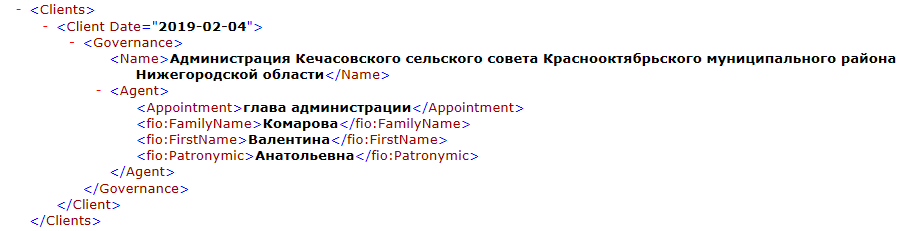 - <Clients>
- <Client Date="2019-02-04">
- <Governance>
<Name>Администрация Кечасовского сельского совета Краснооктябрьского муниципального района
Нижегородской области</Name>
- <Agent>
<Appointment>глава администрации</Appointment>
<fio:FamilyName>Комарова</fio:FamilyName>
<fio:FirstName>Валентина</fio:FirstName>
<fio:Patronymic>Анатольевна</fio:Patronymic>
</Agent>
</Governance>
</Client>
</Clients>